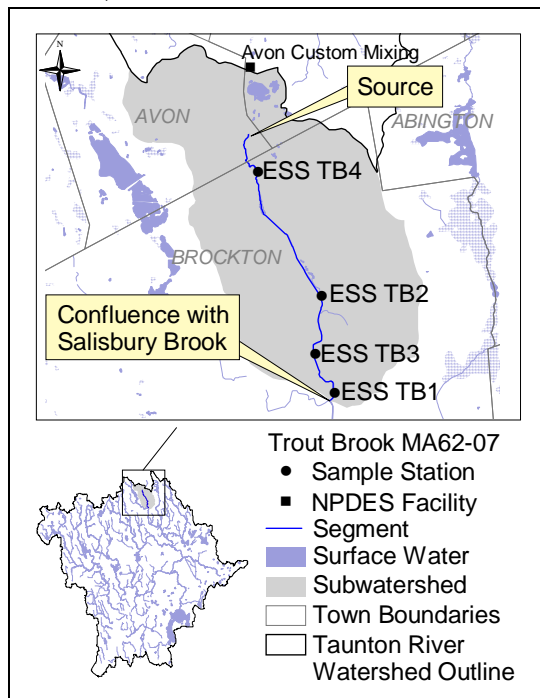 N
Avon Custom Mixing
Source
AVON
ABINGTON
ESS TB4
BROCKTON
ESS TB2
Confluence with
Salisbury Brook
ESS TB3
ESS TB1
Trout Brook MA62-07
Sample Station
NPDES Facility
Segment
Surface Water
Subwatershed
Town Boundaries
Taunton River
Watershed Outline